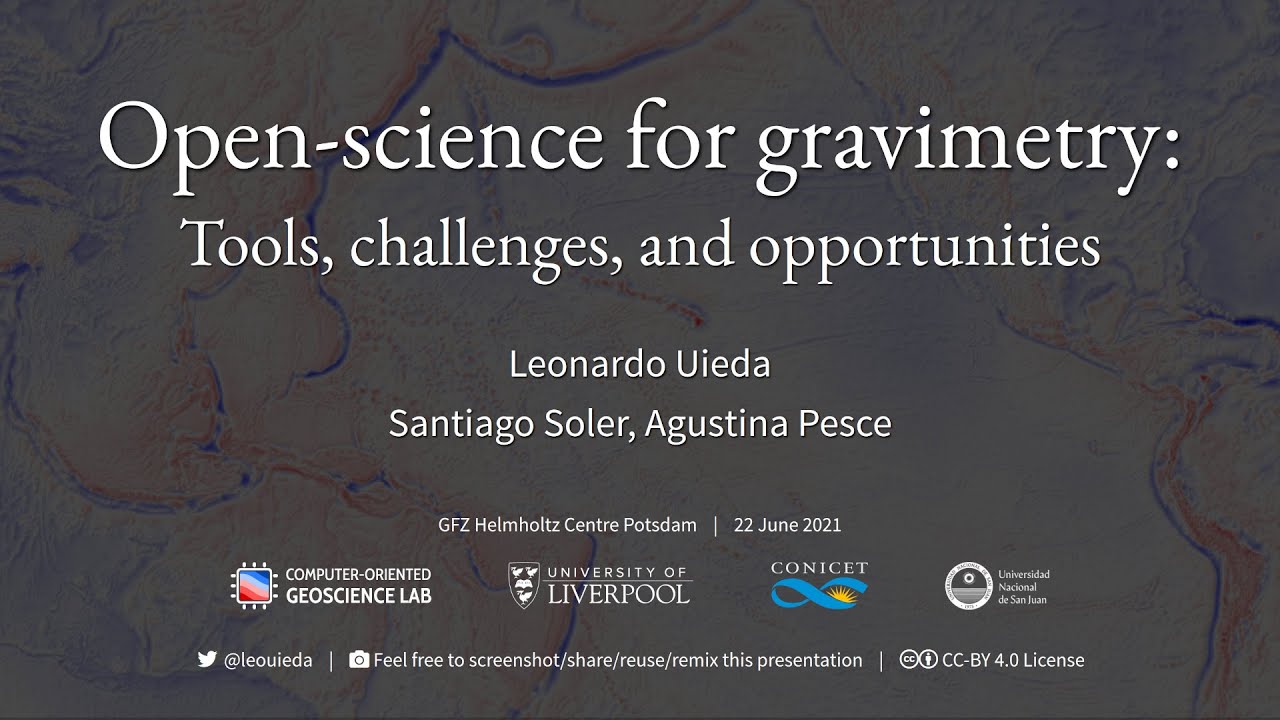 Open-science for gravimetry:
Tools, challenges, and opportunities
Leonardo Uieda
Santiago Soler, Agustina Pesce
GFZ Helmholtz Centre Potsdam | 22 June 2021
COMPUTER-ORIENTED
GEOSCIENCE LAB
UNIVERSITY OF
LIVERPOOL
CONICET
Universidad
Nacional
de San Juan
@leouieda | Feel free to screenshot/share/reuse/remix this presentation | CC-BY 4.0 License